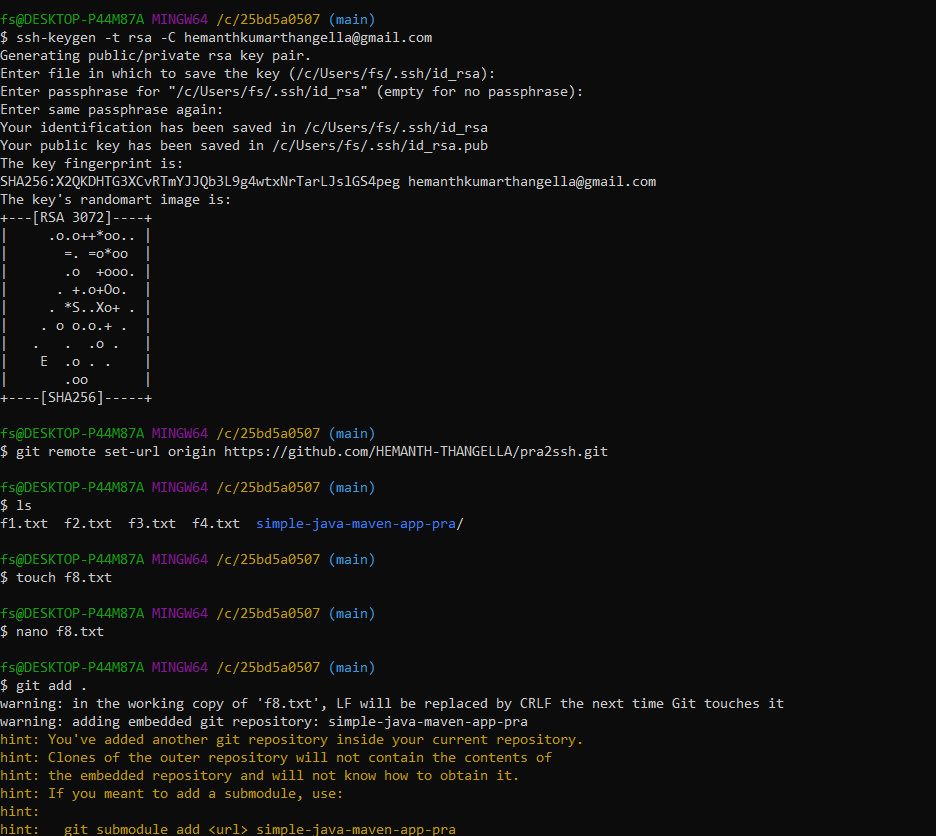 fs@DESKTOP-P44M87A MINGW64 /c/25bd5a0507 (main)
$ ssh-keygen -t rsa -C hemanthkumarthangella@gmail.com
Generating public/private rsa key pair.
Enter file in which to save the key (/c/Users/fs/.ssh/id_rsa):
Enter passphrase for "/c/Users/fs/.ssh/id_rsa" (empty for no passphrase):
Enter same passphrase again:
Your identification has been saved in /c/Users/fs/.ssh/id_rsa
Your public key has been saved in /c/Users/fs/.ssh/id_rsa.pub
The key fingerprint is:
SHA256:X2QKDHTG3XCvRTmYJJQb3L9g4wtxNrTarLJslGS4peg hemanthkumarthangella@gmail.com
The key's randomart image is:
+---[RSA 3072]----+
|     .o.o++*oo.. |
|       =. =o*oo  |
|       .o  +ooo. |
|      . +.o+Oo.  |
|     . *S..Xo+ . |
|    . o o.o.+ .  |
|   .   .  .o .   |
|    E  .o . .    |
|       .oo       |
+----[SHA256]-----+
fs@DESKTOP-P44M87A MINGW64 /c/25bd5a0507 (main)
$ git remote set-url origin https://github.com/HEMANTH-THANGELLA/pra2ssh.git
fs@DESKTOP-P44M87A MINGW64 /c/25bd5a0507 (main)
$ ls
f1.txt  f2.txt  f3.txt  f4.txt  simple-java-maven-app-pra/
fs@DESKTOP-P44M87A MINGW64 /c/25bd5a0507 (main)
$ touch f8.txt
fs@DESKTOP-P44M87A MINGW64 /c/25bd5a0507 (main)
$ nano f8.txt
fs@DESKTOP-P44M87A MINGW64 /c/25bd5a0507 (main)
$ git add .
warning: in the working copy of 'f8.txt', LF will be replaced by CRLF the next time Git touches it
warning: adding embedded git repository: simple-java-maven-app-pra
hint: You've added another git repository inside your current repository.
hint: Clones of the outer repository will not contain the contents of
hint: the embedded repository and will not know how to obtain it.
hint: If you meant to add a submodule, use:
hint:
hint:   git submodule add <url> simple-java-maven-app-pra